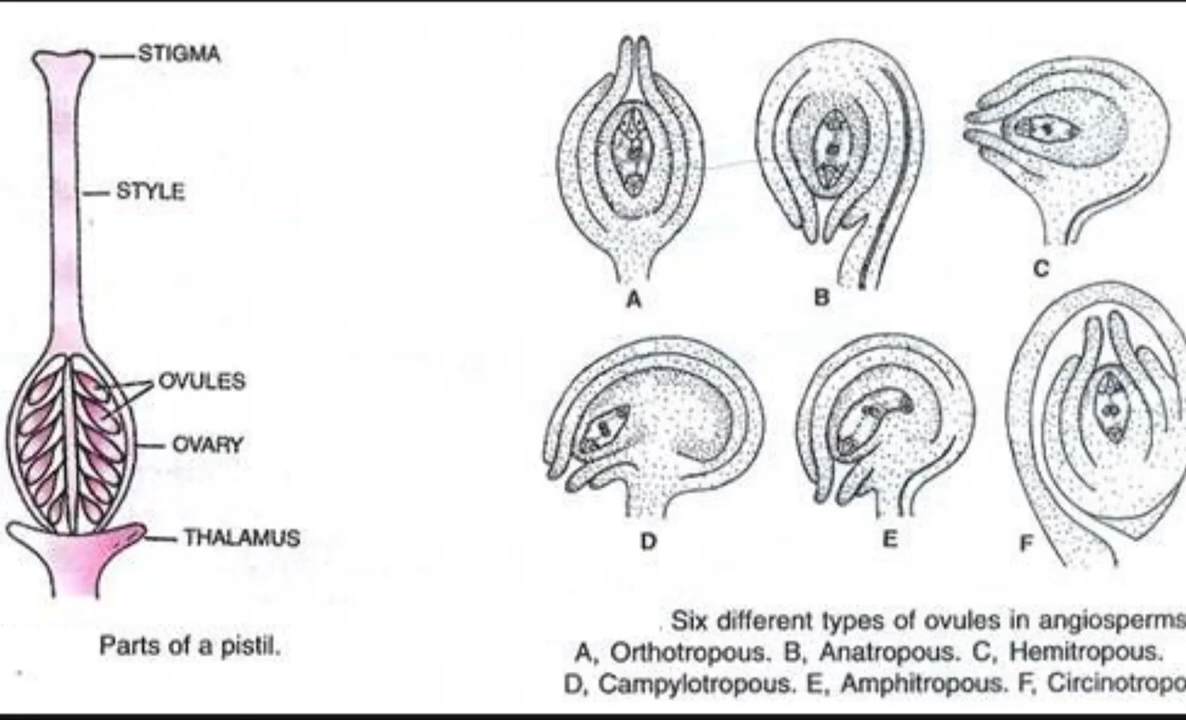 STIGMA
STYLE
OVULES
OVARY
THALAMUS
Parts of a pistil.
A
B
C
D
E
F
Six different types of ovules in angiosperms
A, Orthotropous. B, Anatropous. C, Hemitropous.
D, Campylotropous. E, Amphitropous. F, Circinotropo